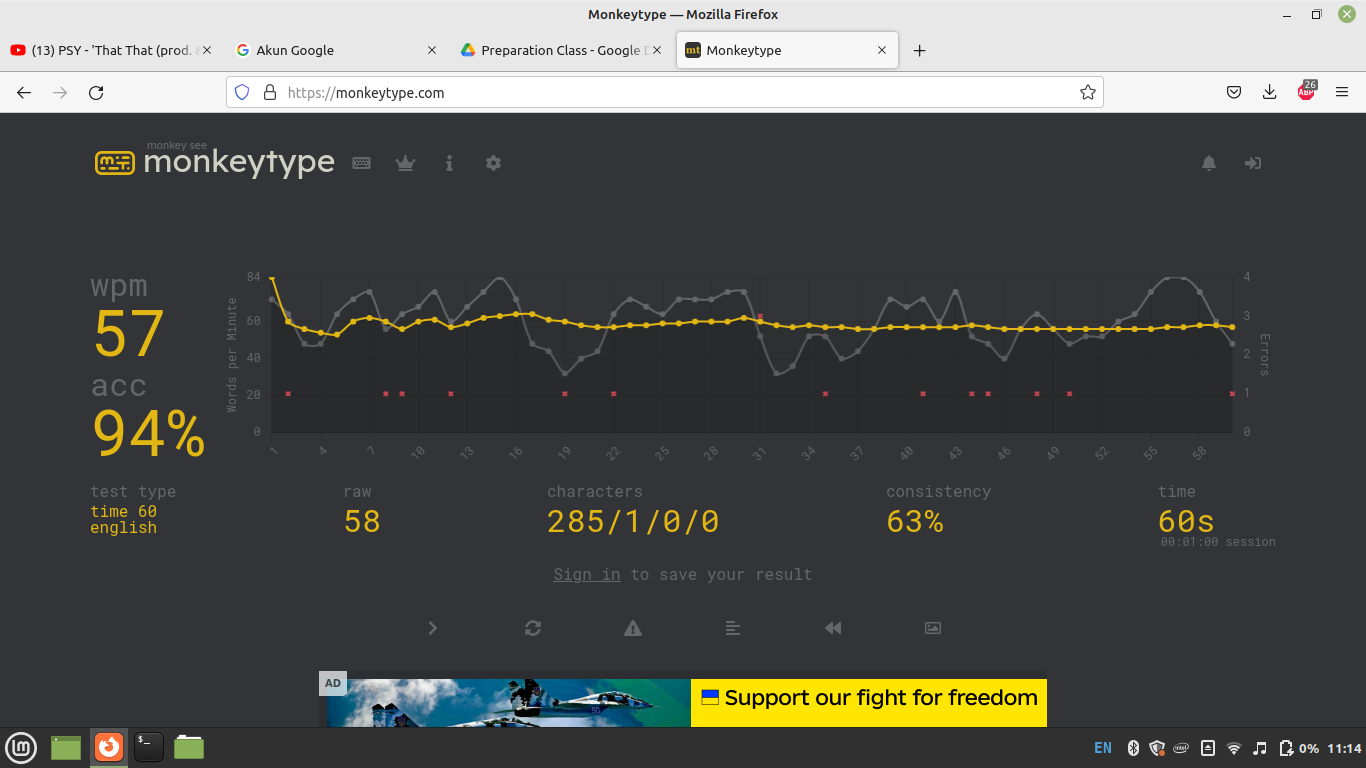 Monkeytype — Mozilla Firefox
(13) PSY - 'That That (prod.
Akun Google
Preparation Class - Google
mt
Monkeytype
https://monkeytype.com
26
ABP
monkey see
monkeytype
wpm
57
acc
94%
Words per Minute
84
60
40
20
0
Errors
4
3
2
1
0
1
4
7
10
13
16
19
22
25
28
31
34
37
40
43
46
49
52
55
58
test type
time 60
english
raw
58
characters
285/1/0/0
consistency
63%
time
60s
00:01:00 session
Sign in to save your result
AD
Support our fight for freedom
$_
EN
intel
0%
11:14